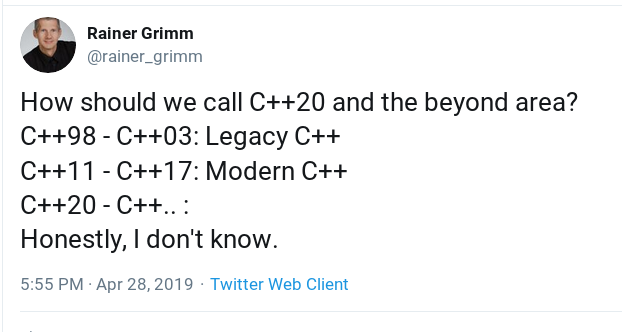 Rainer Grimm
@rainer_grimm
How should we call C++20 and the beyond area?
C++98 - C++03: Legacy C++
C++11 - C++17: Modern C++
C++20 - C++.. :
Honestly, I don't know.
5:55 PM · Apr 28, 2019 · Twitter Web Client